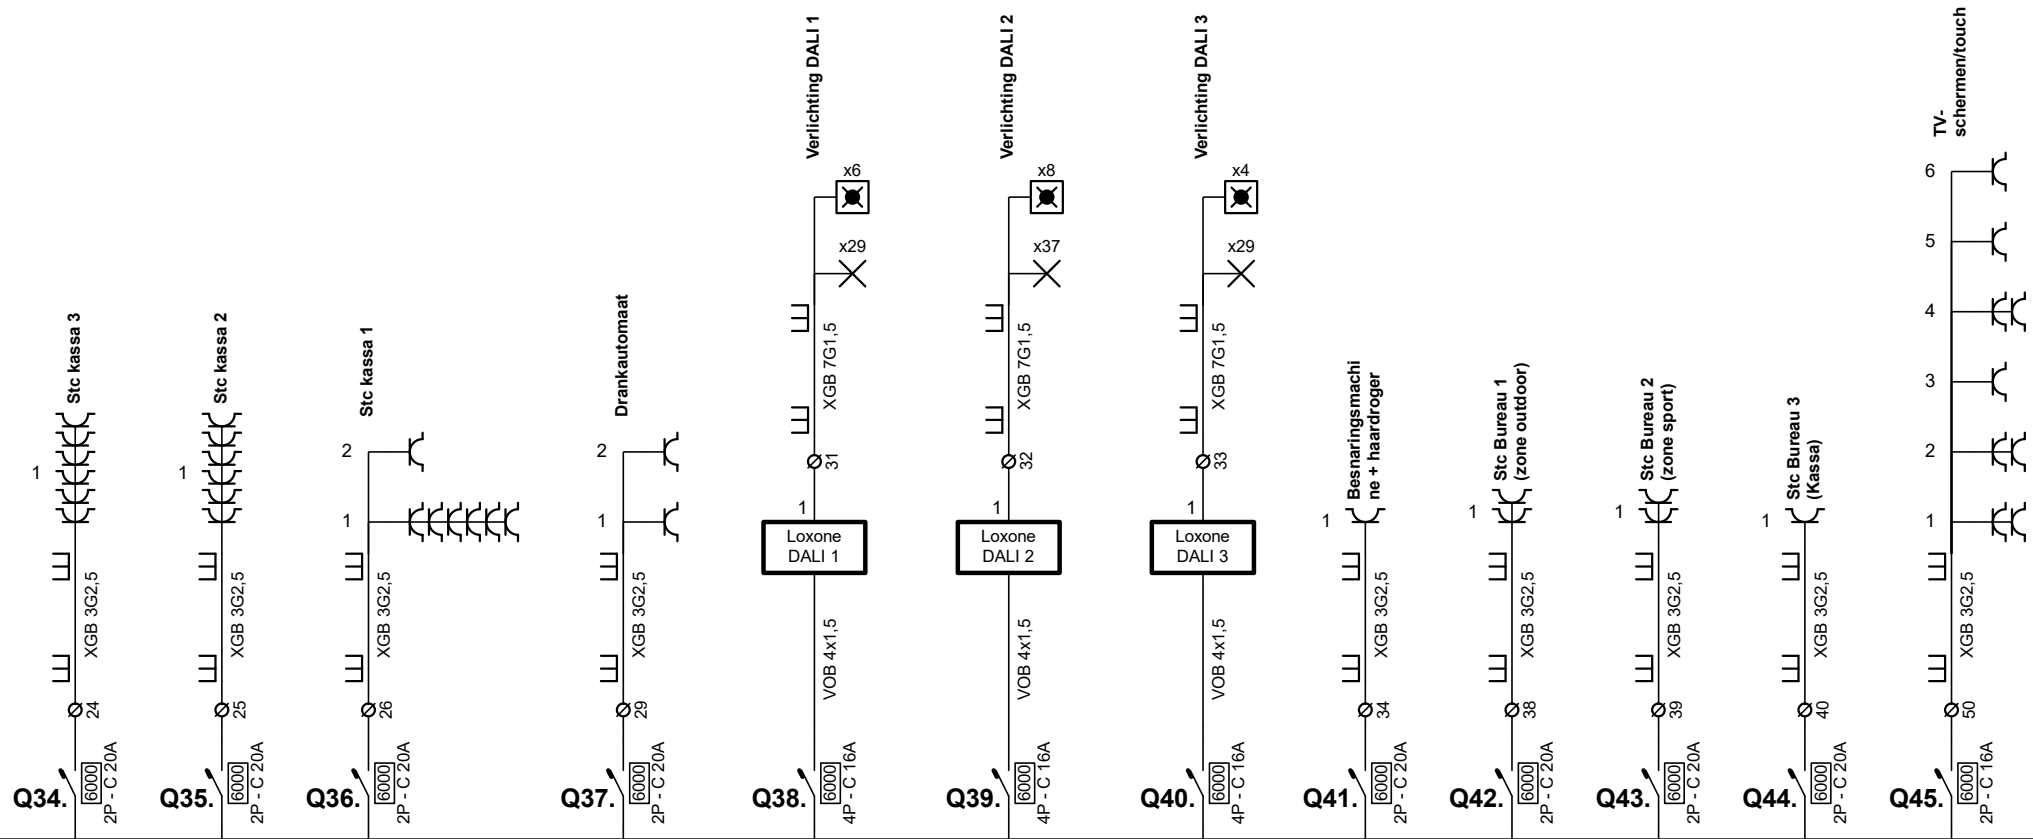 Stc kassa 3
1
XGB 3G2,5
24
6000
2P - C 20A
Q34.
Stc kassa 2
1
XGB 3G2,5
25
6000
2P - C 20A
Q35.
Stc kassa 1
2
1
XGB 3G2,5
26
6000
2P - C 20A
Q36.
Drankautomaat
2
1
XGB 3G2,5
29
6000
2P - C 20A
Q37.
Verlichting DALI 1
x6
x29
XGB 7G1,5
31
1
Loxone
DALI 1
VOB 4x1,5
6000
4P - C 16A
Q38.
Verlichting DALI 2
x8
x37
XGB 7G1,5
32
1
Loxone
DALI 2
VOB 4x1,5
6000
4P - C 16A
Q39.
Verlichting DALI 3
x4
x29
XGB 7G1,5
33
1
Loxone
DALI 3
VOB 4x1,5
6000
4P - C 16A
Q40.
Besnaringsmachi
ne + haardroger
1
XGB 3G2,5
34
6000
2P - C 20A
Q41.
Stc Bureau 1
(zone outdoor)
1
XGB 3G2,5
38
6000
2P - C 20A
Q42.
Stc Bureau 2
(zone sport)
1
XGB 3G2,5
39
6000
2P - C 20A
Q43.
Stc Bureau 3
(Kassa)
1
XGB 3G2,5
40
6000
2P - C 20A
Q44.
TV-
schermen/touch
6
5
4
3
2
1
XGB 3G2,5
50
6000
2P - C 16A
Q45.